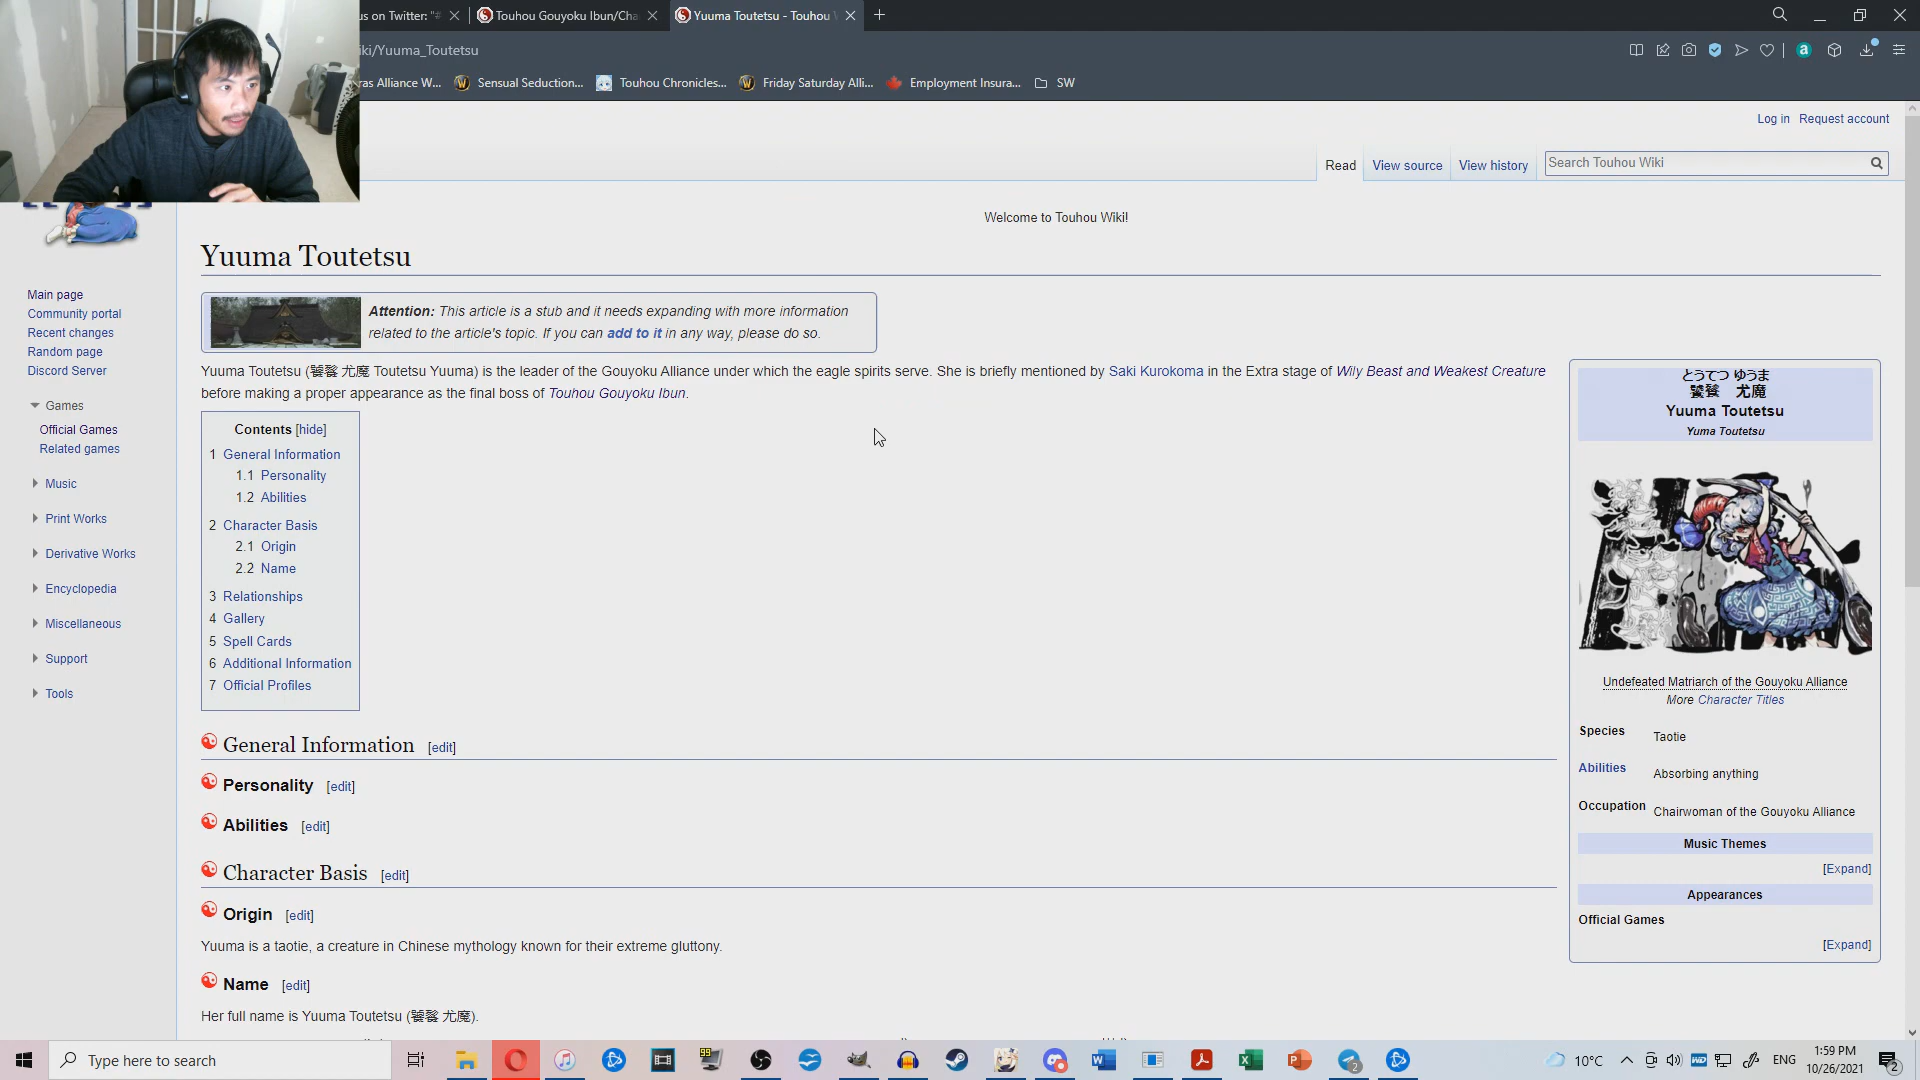 us on Twitter: "#
Touhou Gouyoku Ibun/Cha
Yuuma Toutetsu - Touhou
iki/Yuuma_Toutetsu
ras Alliance W...
Sensual Seduction...
Touhou Chronicles...
Friday Saturday Alli...
Employment Insura...
SW
Log in Request account
Read View source View history Search Touhou Wiki
Welcome to Touhou Wiki!
Yuuma Toutetsu
Attention: This article is a stub and it needs expanding with more information
related to the article's topic. If you can add to it in any way, please do so.
Yuuma Toutetsu (饕餮 尤魔 Toutetsu Yuuma) is the leader of the Gouyoku Alliance under which the eagle spirits serve. She is briefly mentioned by Saki Kurokoma in the Extra stage of Wily Beast and Weakest Creature
before making a proper appearance as the final boss of Touhou Gouyoku Ibun.
Main page
Community portal
Recent changes
Random page
Discord Server
Games
Official Games
Related games
Music
Print Works
Derivative Works
Encyclopedia
Miscellaneous
Support
Tools
Contents [hide]
1 General Information
1.1 Personality
1.2 Abilities
2 Character Basis
2.1 Origin
2.2 Name
3 Relationships
4 Gallery
5 Spell Cards
6 Additional Information
7 Official Profiles
General Information [edit]
Personality [edit]
Abilities [edit]
Character Basis [edit]
Origin [edit]
Yuuma is a taotie, a creature in Chinese mythology known for their extreme gluttony.
Name [edit]
Her full name is Yuuma Toutetsu (饕餮 尤魔).
とうてつ ゆうま
饕餮 尤魔
Yuuma Toutetsu
Yuma Toutetsu
Undefeated Matriarch of the Gouyoku Alliance
More Character Titles
Species Taotie
Abilities Absorbing anything
Occupation Chairwoman of the Gouyoku Alliance
Music Themes
[Expand]
Appearances
Official Games
[Expand]
Type here to search
99
2
10°C
ENG
1:59 PM
10/26/2021
2